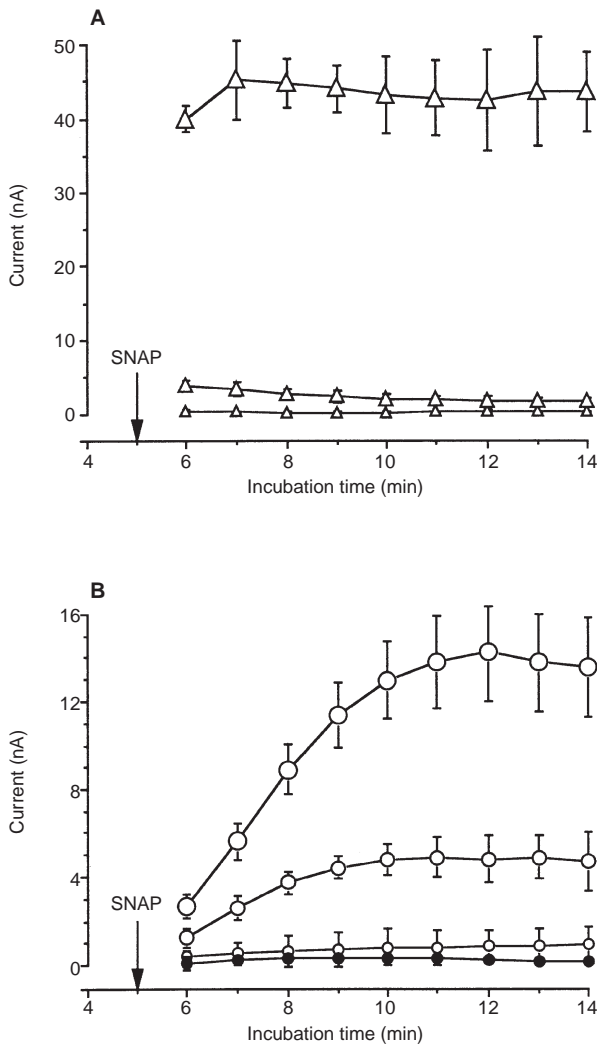 A
50
40
30
20
10
0
Current (nA)
SNAP
4 6 8 10 12 14
Incubation time (min)
B
16
12
8
4
0
Current (nA)
SNAP
4 6 8 10 12 14
Incubation time (min)